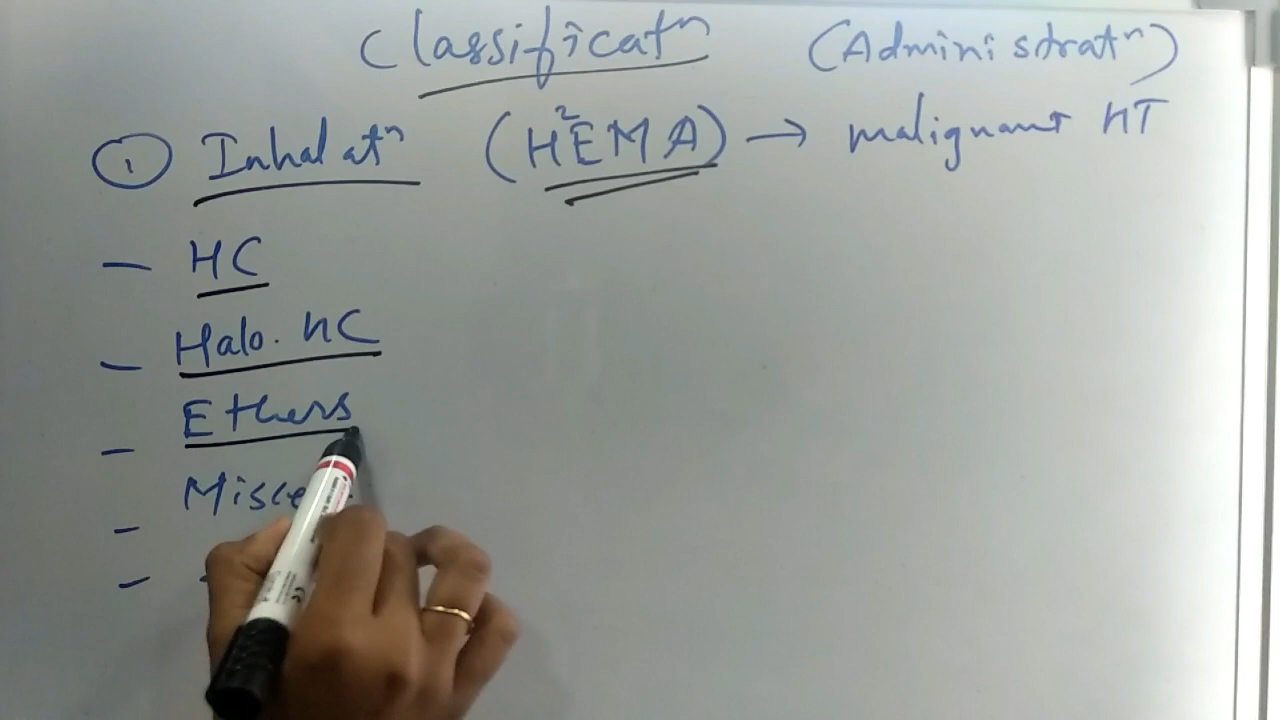 Classificatⁿ (Administratⁿ)
① Inhalatⁿ (H²EMA) → malignant HT
— HC
— Halo. HC
— Ethers
— Misce
—